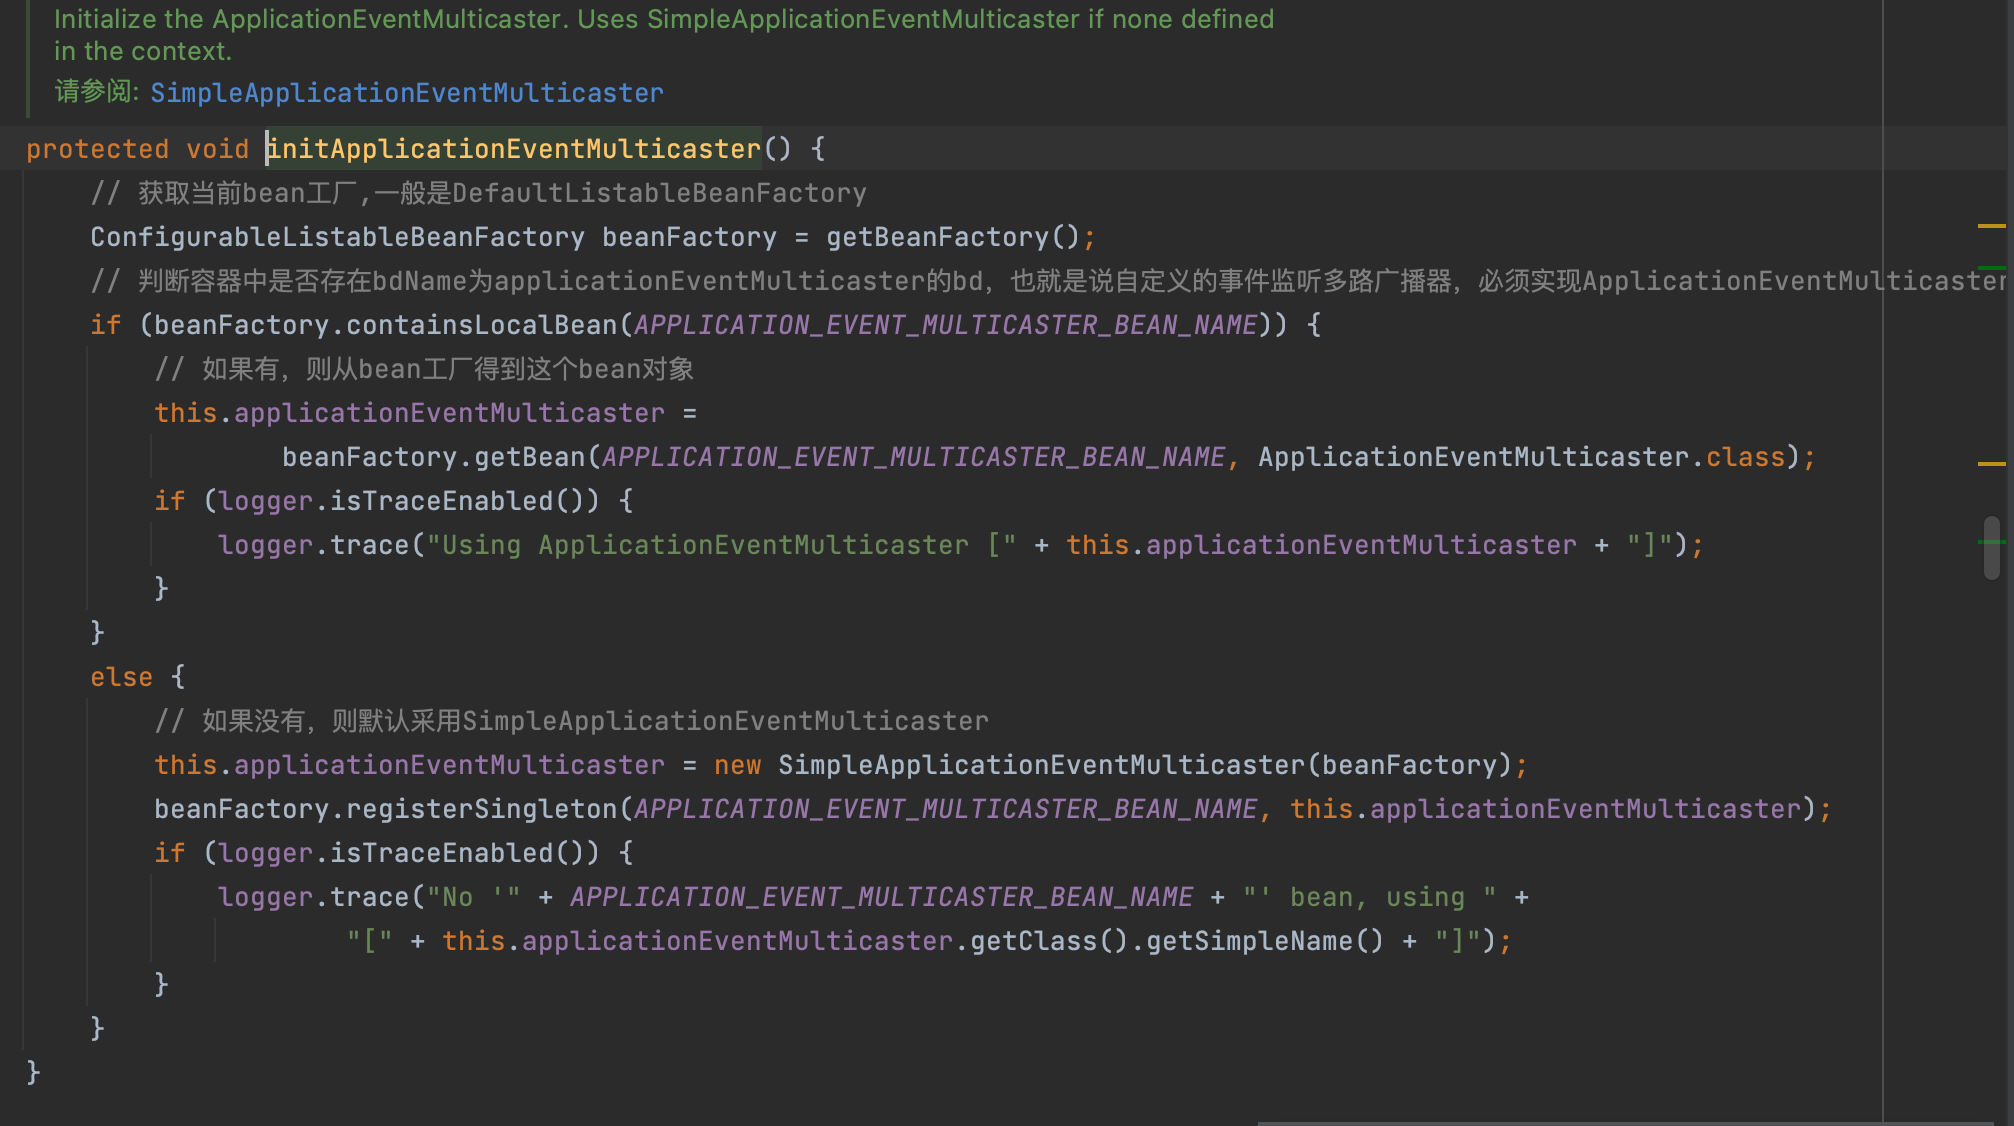 Initialize the ApplicationEventMulticaster. Uses SimpleApplicationEventMulticaster if none defined
in the context.
请参阅: SimpleApplicationEventMulticaster
protected void initApplicationEventMulticaster() {
// 获取当前bean工厂,一般是DefaultListableBeanFactory
ConfigurableListableBeanFactory beanFactory = getBeanFactory();
// 判断容器中是否存在bdName为applicationEventMulticaster的bd，也就是说自定义的事件监听多路广播器，必须实现ApplicationEventMulticaster
if (beanFactory.containsLocalBean(APPLICATION_EVENT_MULTICASTER_BEAN_NAME)) {
// 如果有，则从bean工厂得到这个bean对象
this.applicationEventMulticaster =
beanFactory.getBean(APPLICATION_EVENT_MULTICASTER_BEAN_NAME, ApplicationEventMulticaster.class);
if (logger.isTraceEnabled()) {
logger.trace("Using ApplicationEventMulticaster [" + this.applicationEventMulticaster + "]");
}
}
else {
// 如果没有，则默认采用SimpleApplicationEventMulticaster
this.applicationEventMulticaster = new SimpleApplicationEventMulticaster(beanFactory);
beanFactory.registerSingleton(APPLICATION_EVENT_MULTICASTER_BEAN_NAME, this.applicationEventMulticaster);
if (logger.isTraceEnabled()) {
logger.trace("No '" + APPLICATION_EVENT_MULTICASTER_BEAN_NAME + "' bean, using " +
"[" + this.applicationEventMulticaster.getClass().getSimpleName() + "]");
}
}
}